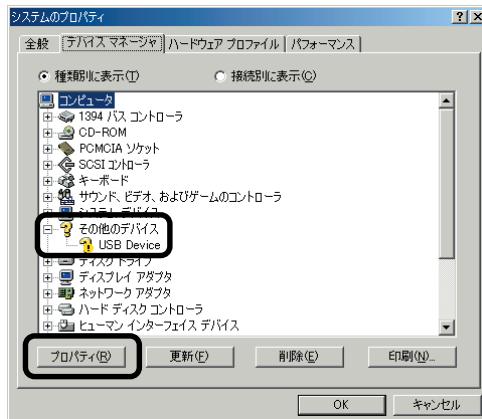 システムのプロパティ
全般 デバイス マネージャ ハードウェア プロファイル パフォーマンス
種類別に表示(T) 接続別に表示(C)
コンピュータ
1394 バス コントローラ
CD-ROM
PCMCIA ソケット
SCSI コントローラ
キーボード
サウンド、ビデオ、およびゲームのコントローラ
システム デバイス
その他のデバイス
USB Device
ディスク ドライブ
ディスプレイ アダプタ
ネットワーク アダプタ
ハード ディスク コントローラ
ヒューマン インターフェイス デバイス
プロパティ(R) 更新(F) 削除(E) 印刷(N)...
OK キャンセル